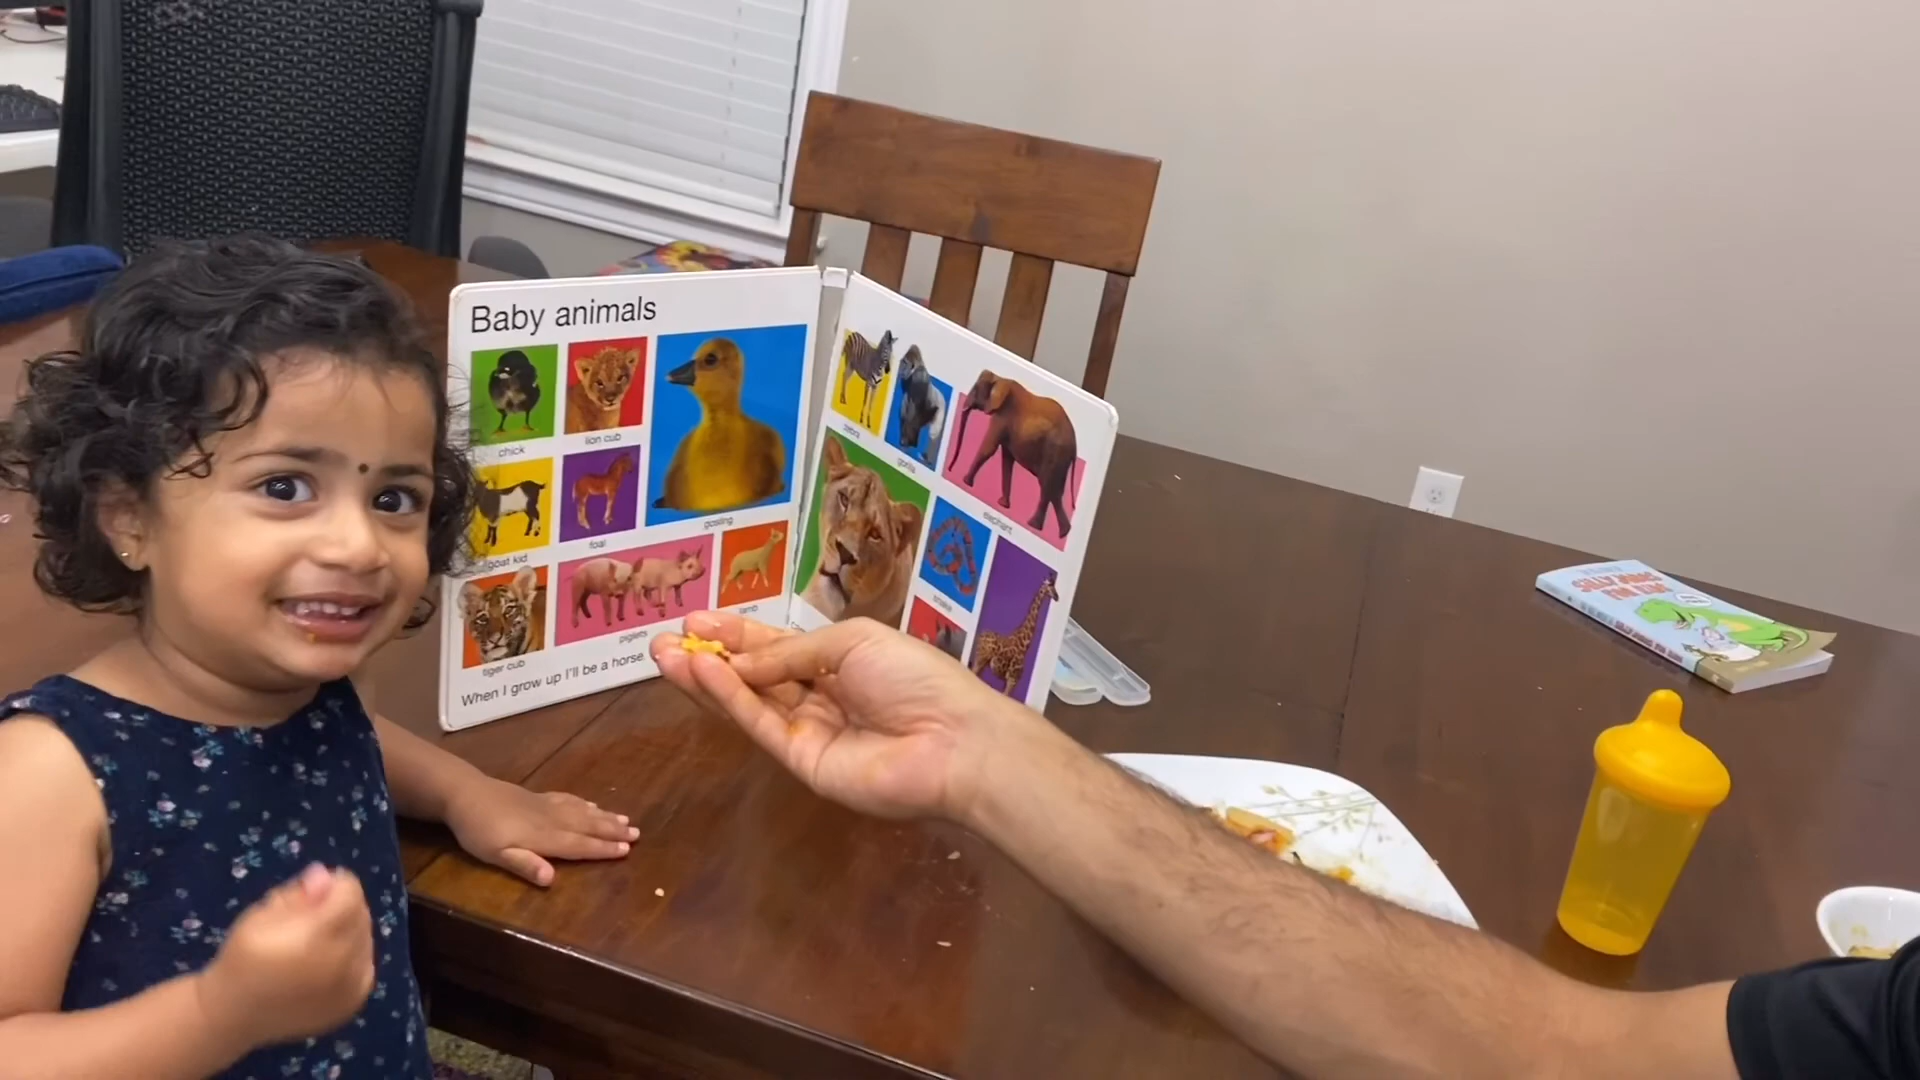 Baby animals
chick
lion cub
gosling
goat kid
foal
tiger cub
piglets
lamb
When I grow up I'll be a horse.
zebra
gorilla
elephant
snake